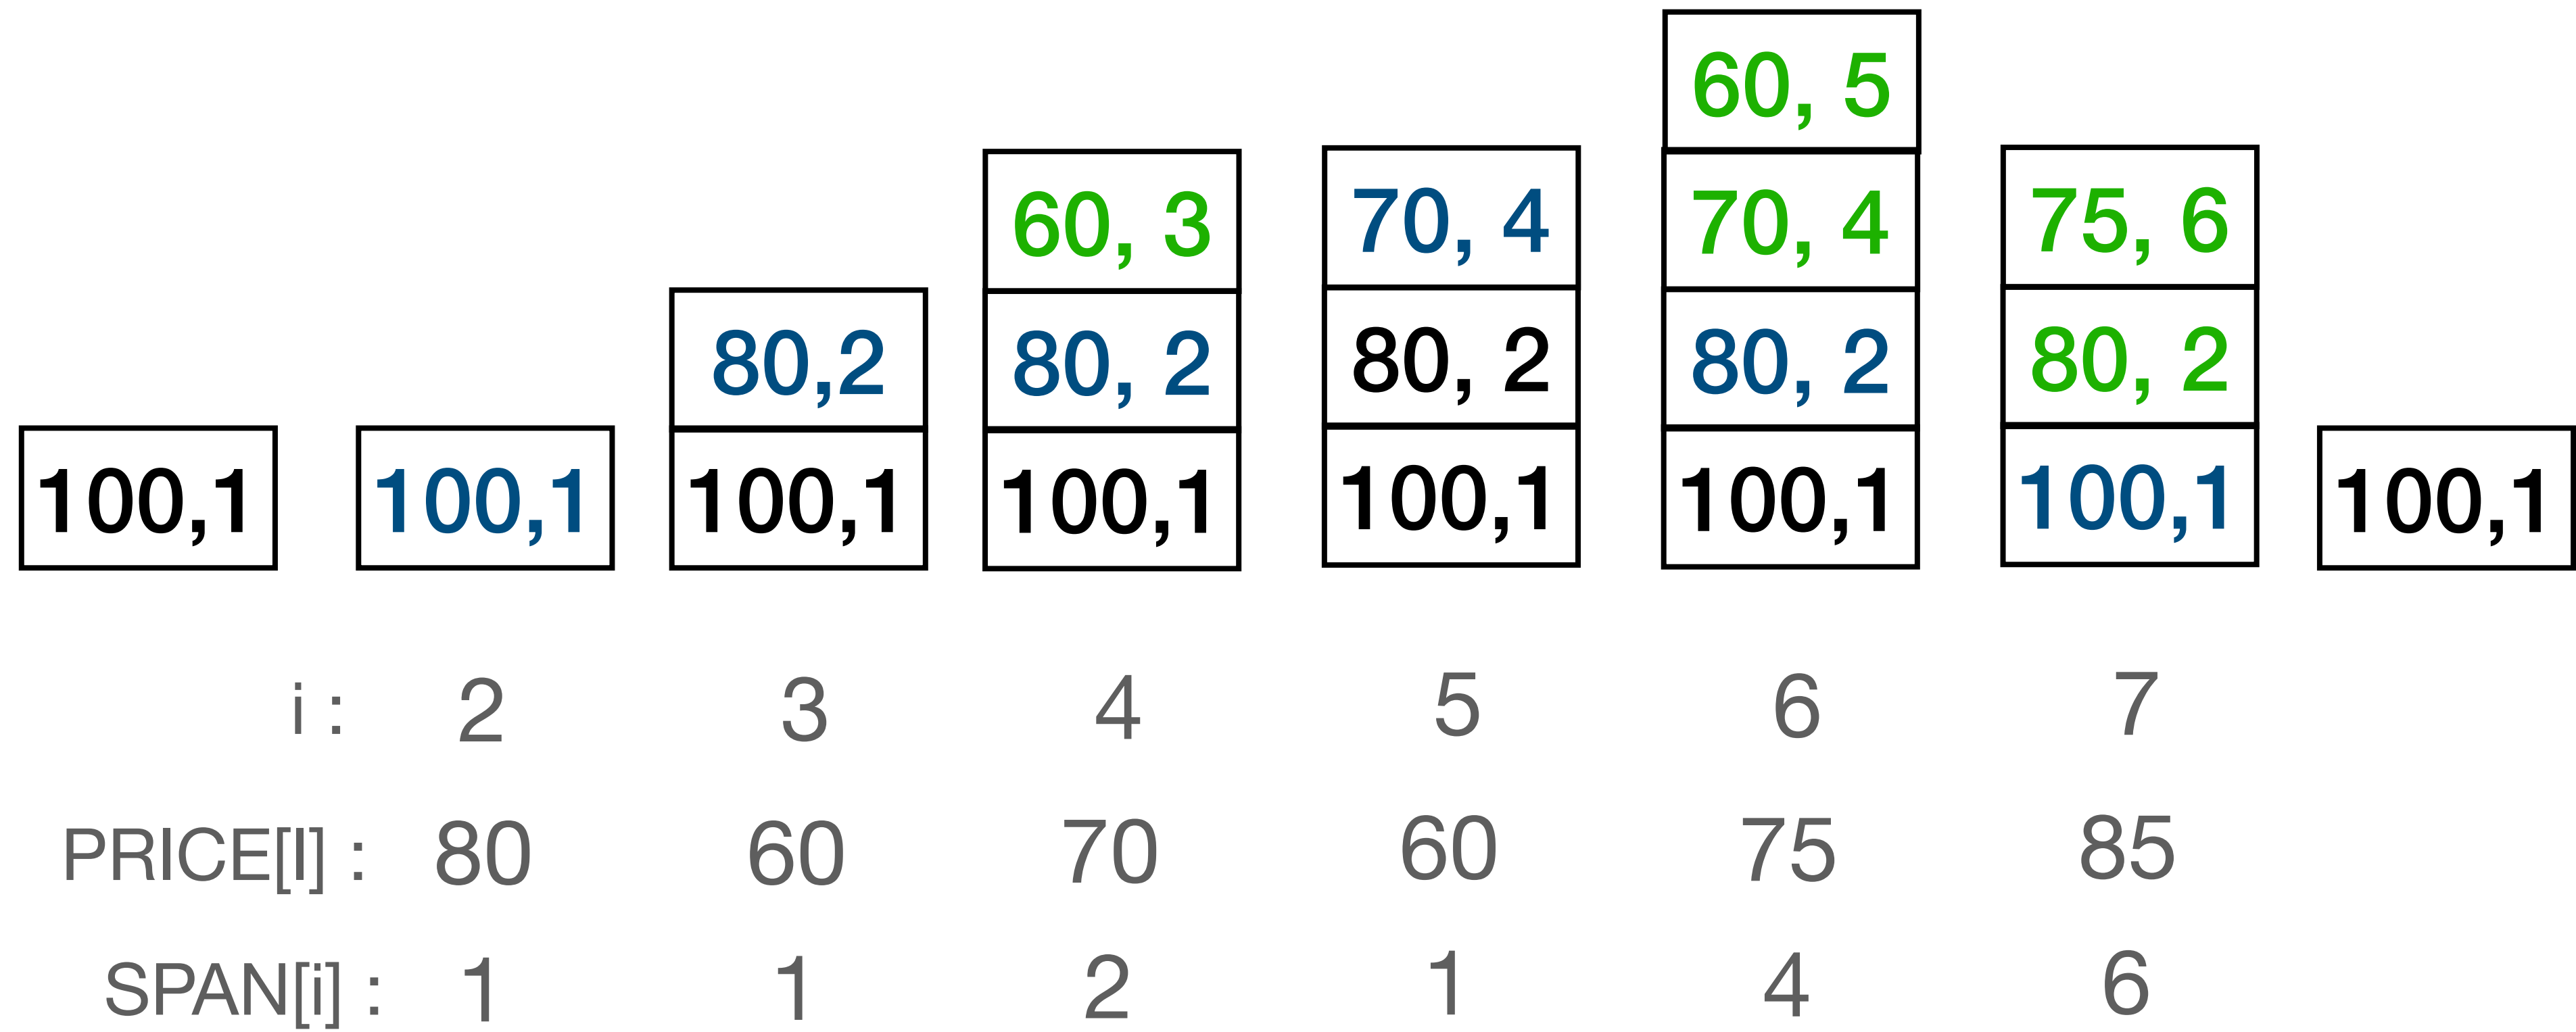 60, 5
60, 3 70, 4 70, 4 75, 6
80,2 80, 2 80, 2 80, 2 80, 2
100,1 100,1 100,1 100,1 100,1 100,1 100,1 100,1
i : 2 3 4 5 6 7
PRICE[I] : 80 60 70 60 75 85
SPAN[i] : 1 1 2 1 4 6